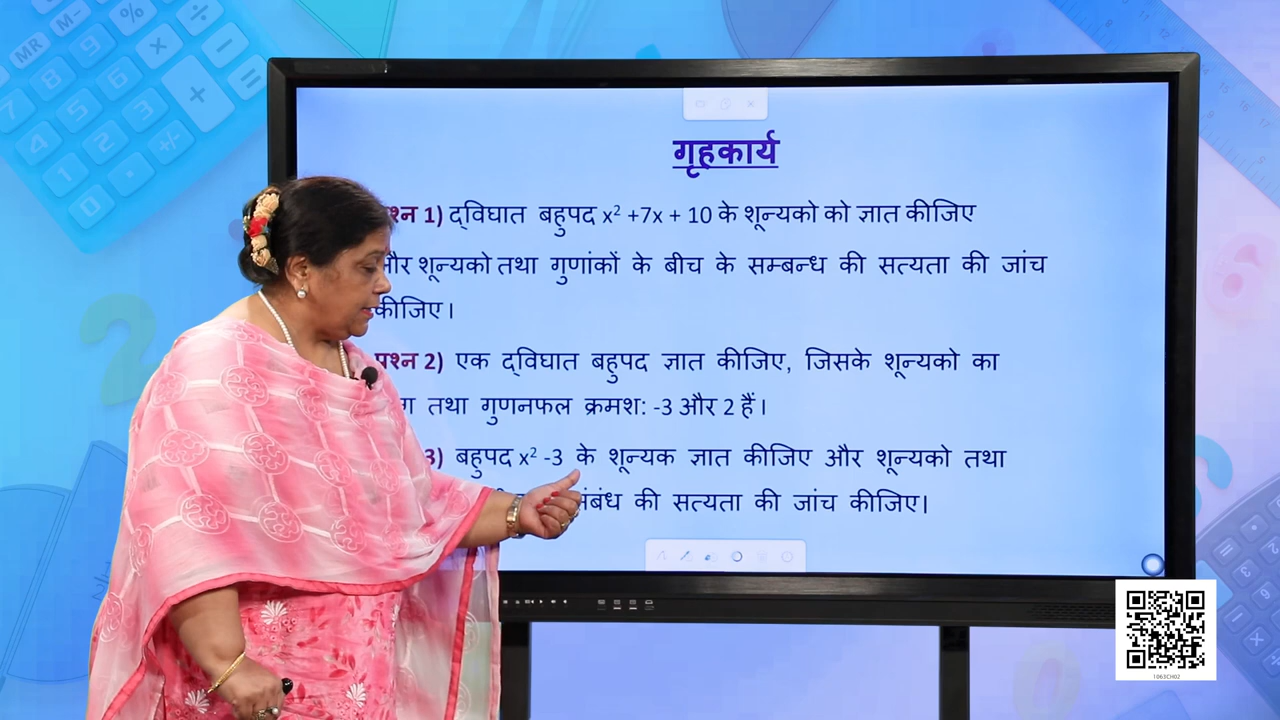 गृहकार्य
श्न 1) द्विघात बहुपद x² +7x + 10 के शून्यको को ज्ञात कीजिए
और शून्यको तथा गुणांकों के बीच के सम्बन्ध की सत्यता की जांच
कीजिए।
प्रश्न 2) एक द्विघात बहुपद ज्ञात कीजिए, जिसके शून्यको का
तथा गुणनफल क्रमश: -3 और 2 हैं।
3) बहुपद x² -3 के शून्यक ज्ञात कीजिए और शून्यको तथा
संबंध की सत्यता की जांच कीजिए।
1063CH02